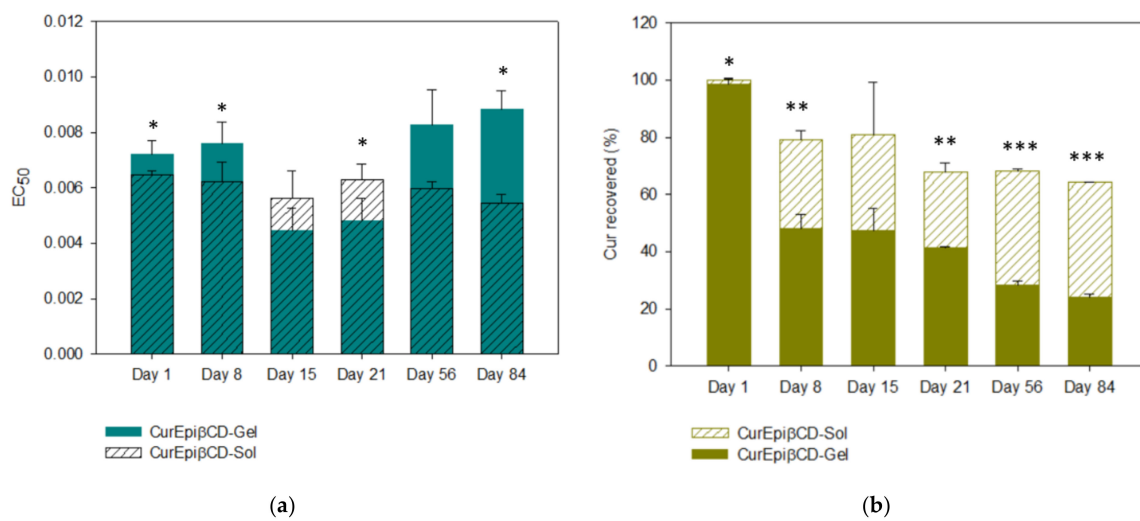 0.012
0.010
0.008
0.006
0.004
0.002
0.000
EC50
* * * *
Day 1 Day 8 Day 15 Day 21 Day 56 Day 84
CurEpiβCD-Gel
CurEpiβCD-Sol
(a)
120
100
80
60
40
20
0
Cur recovered (%)
* ** ** *** ***
Day 1 Day 8 Day 15 Day 21 Day 56 Day 84
CurEpiβCD-Sol
CurEpiβCD-Gel
(b)